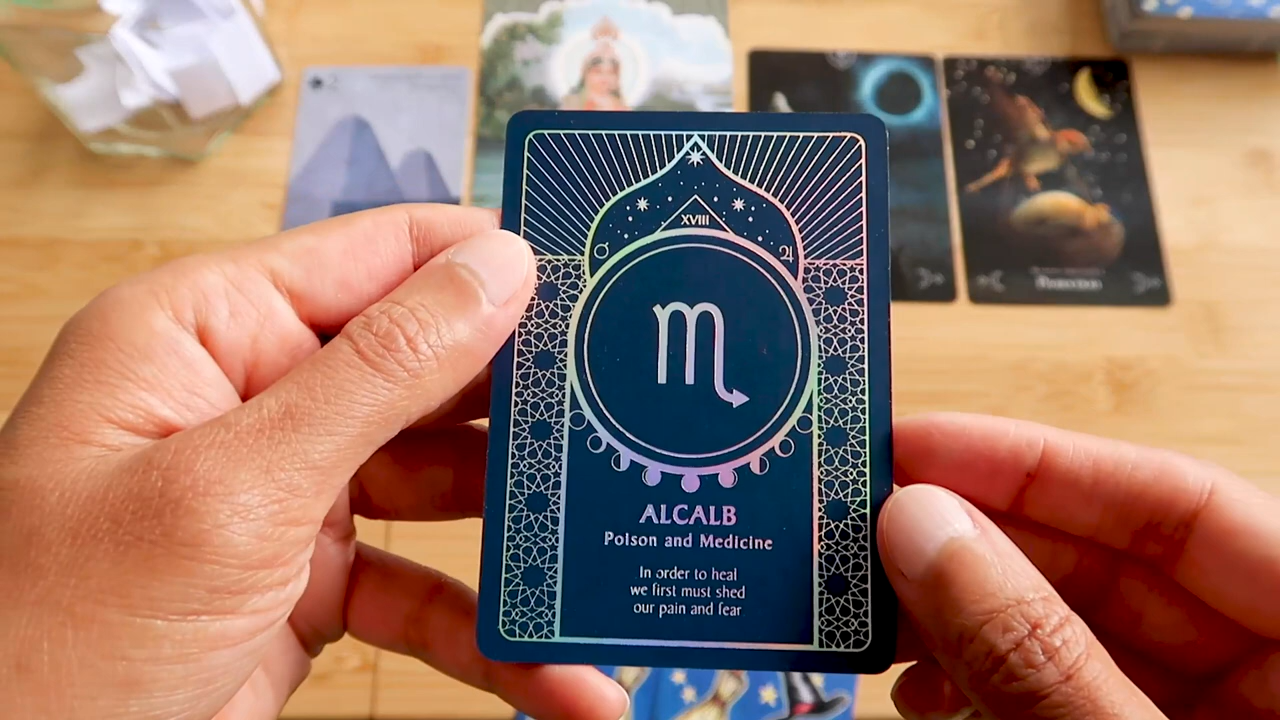 XVIII
♂ ♃
♏
ALCALB
Poison and Medicine
In order to heal
we first must shed
our pain and fear